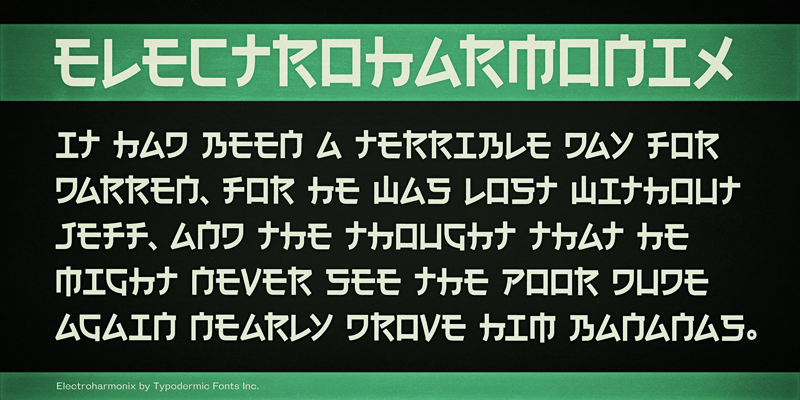 ELECTROHARMONIX
IT HAD BEEN A TERRIBLE DAY FOR
DARREN, FOR HE WAS LOST WITHOUT
JEFF, AND THE THOUGHT THAT HE
MIGHT NEVER SEE THE POOR DUDE
AGAIN NEARLY DROVE HIM BANANAS.
Electroharmonix by Typodermic Fonts Inc.